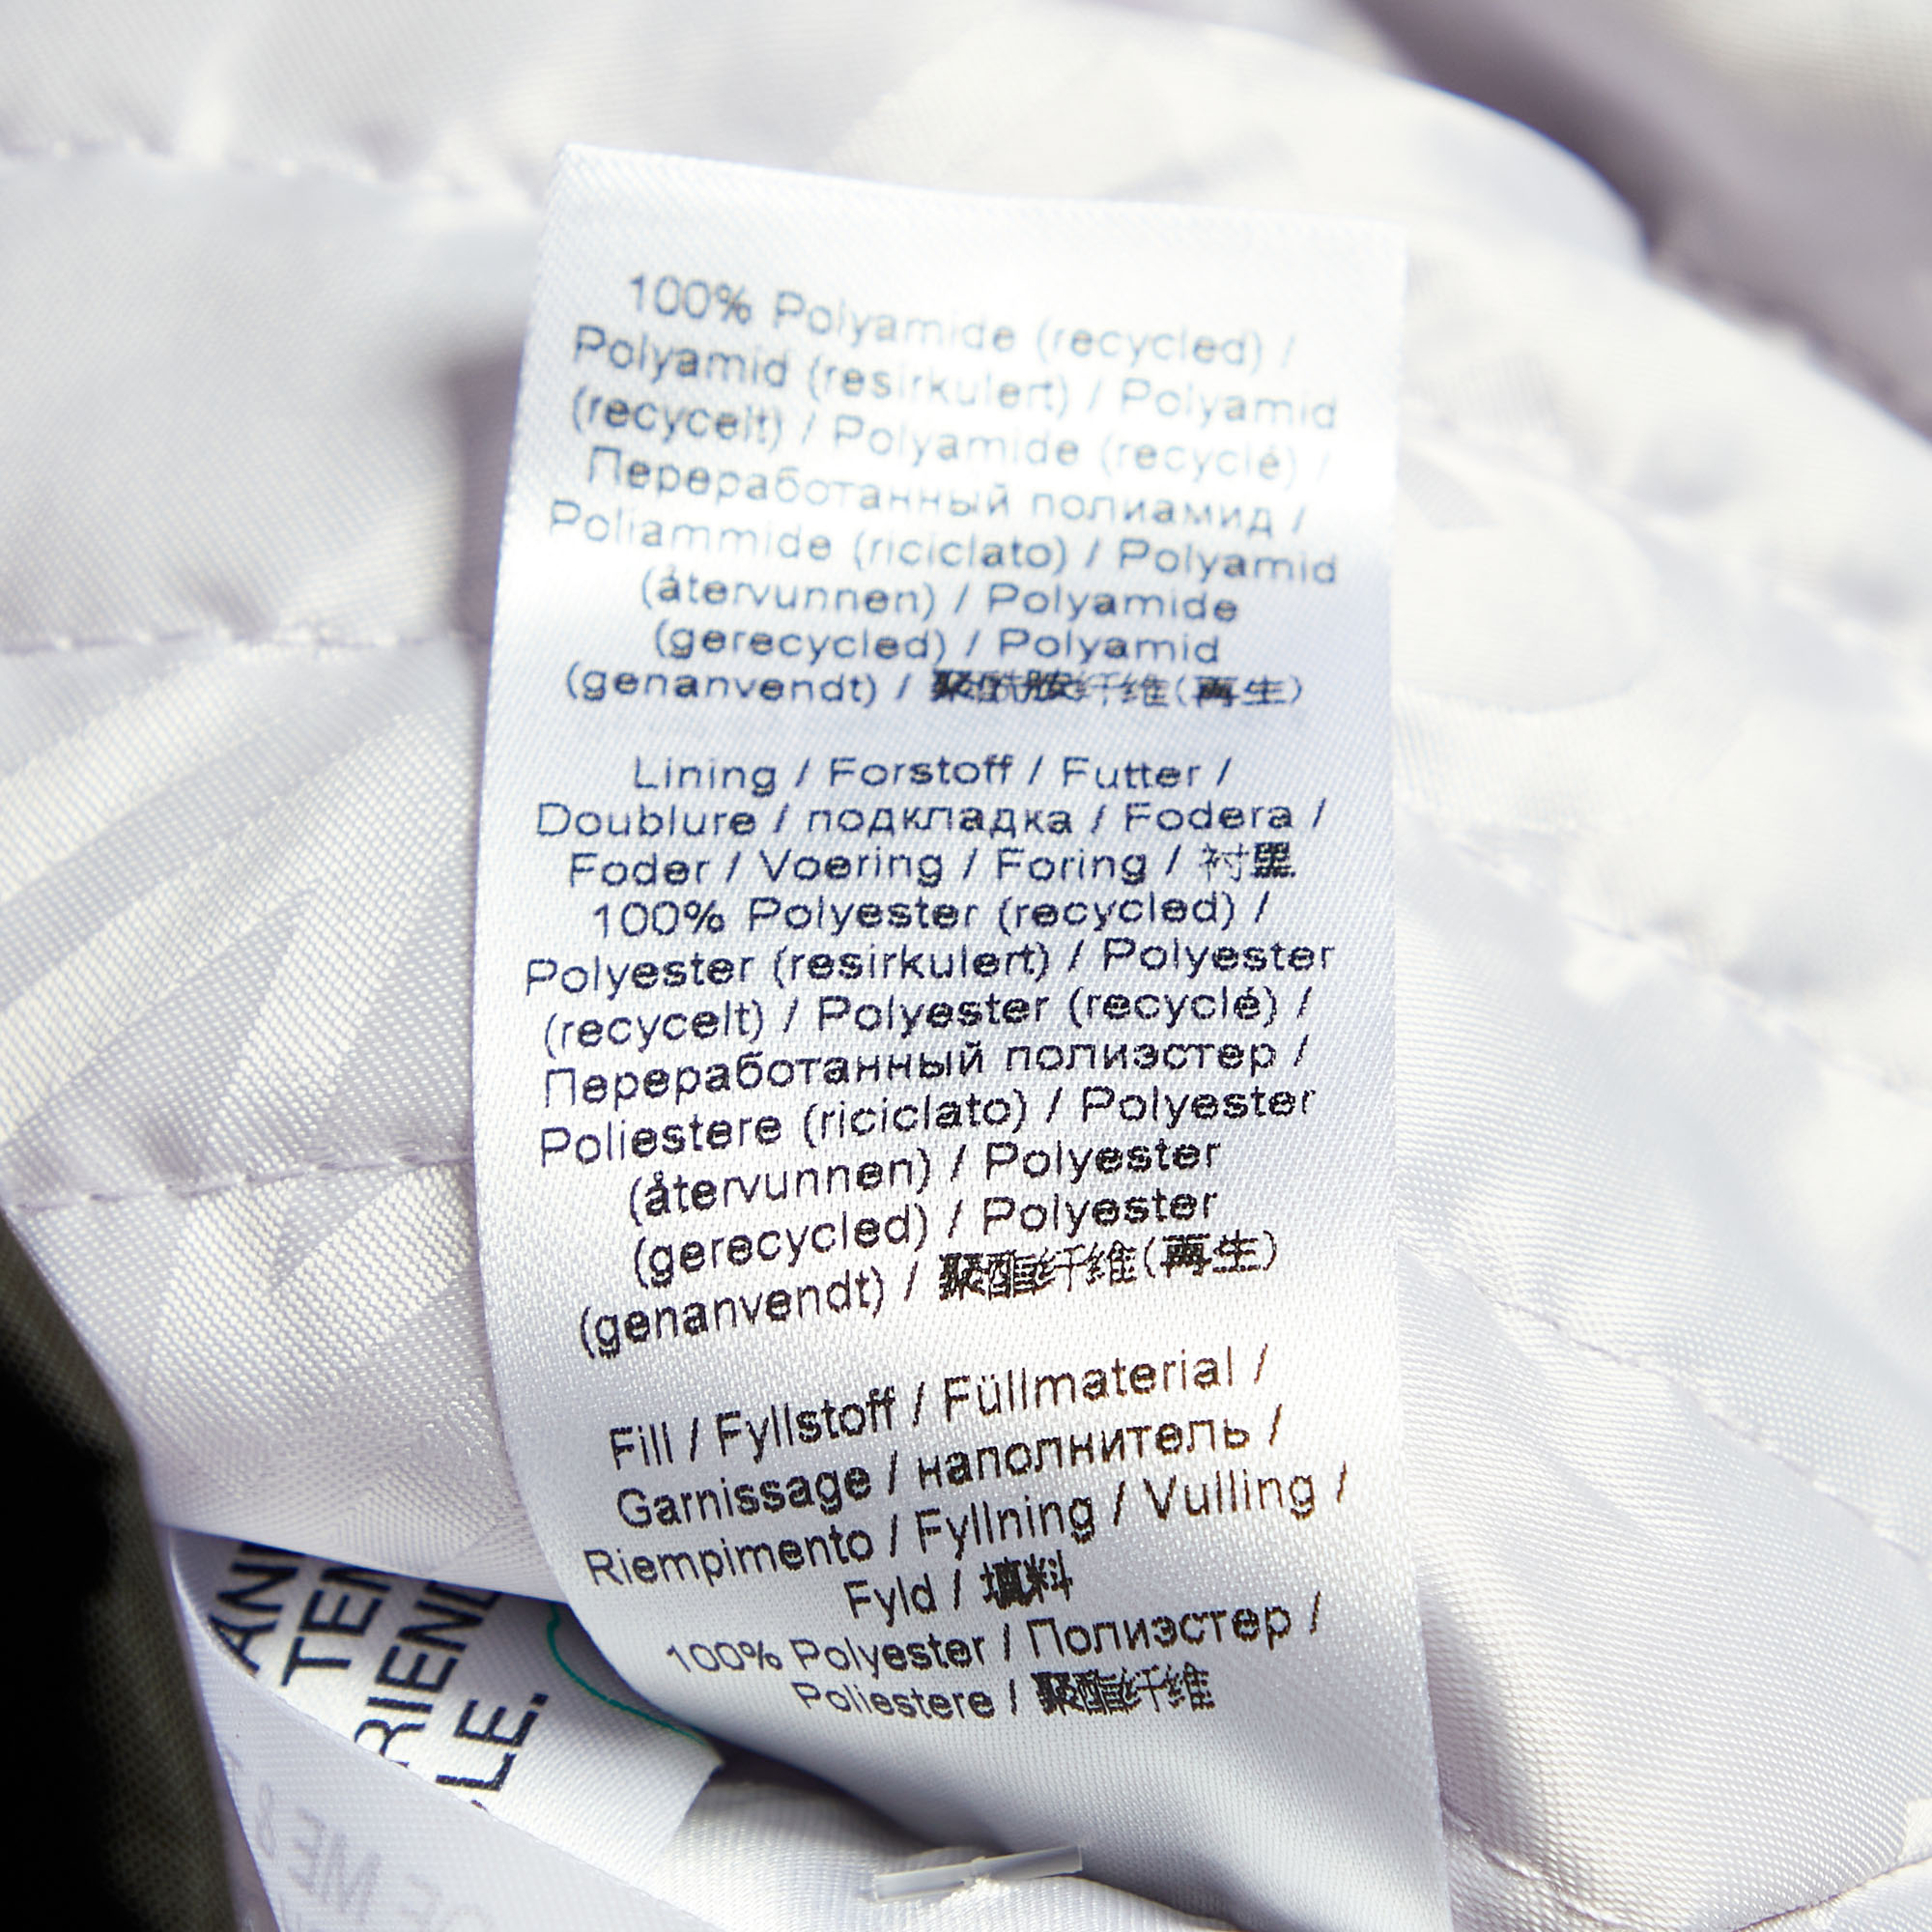 100% Polyamide (recycled) /
Polyamid (resirkulert) / Polyamid
(recycelt) / Polyamide (recyclé) /
Переработанный полиамид /
Poliammide (riciclato) / Polyamid
(återvunnen) / Polyamide
(gerecycled) / Polyamid
(genanvendt) / 聚酰胺纤维(再生)
Lining / Forstoff / Futter /
Doublure / подкладка / Fodera /
Foder / Voering / Foring / 衬里
100% Polyester (recycled) /
Polyester (resirkulert) / Polyester
(recycelt) / Polyester (recyclé) /
Переработанный полиэстер /
Poliestere (riciclato) / Polyester
(återvunnen) / Polyester
(gerecycled) / Polyester
(genanvendt) / 聚酯纤维(再生)
Fill / Fyllstoff / Füllmaterial /
Garnissage / наполнитель /
Riempimento / Fyllning / Vulling /
Fyld / 填料
100% Polyester / Полиэстер /
Poliestere / 聚酯纤维